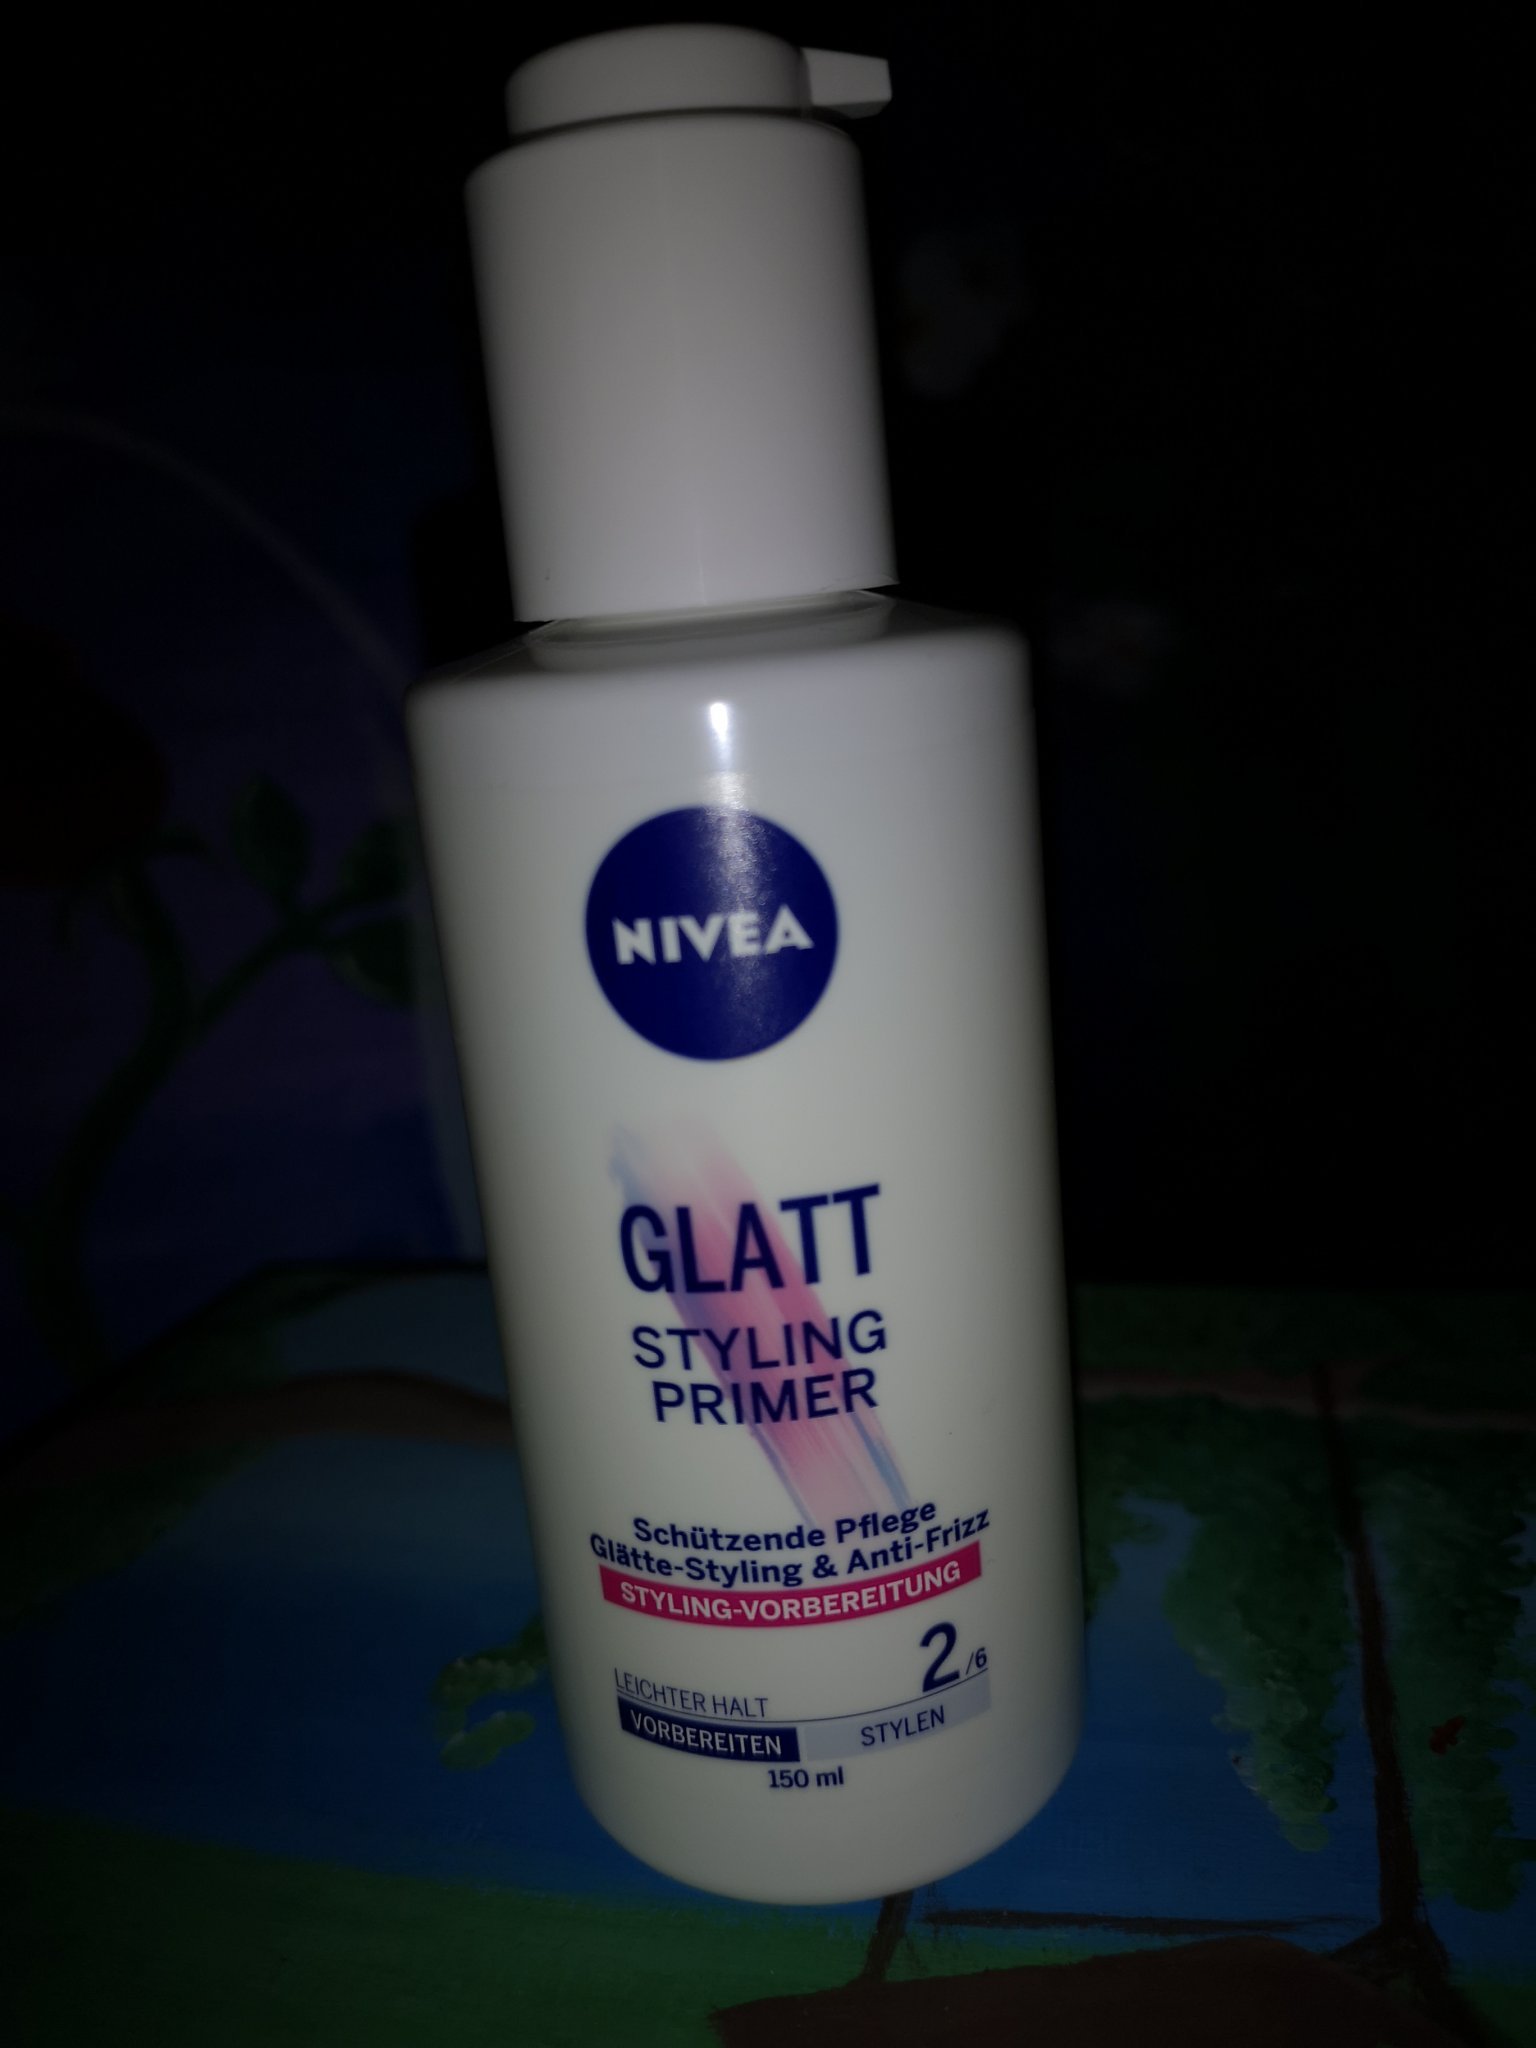 NIVEA
GLATT
STYLING
PRIMER
Schützende Pflege
Glätte-Styling & Anti-Frizz
STYLING-VORBEREITUNG
2/6
LEICHTER HALT
VORBEREITEN STYLEN
150 ml